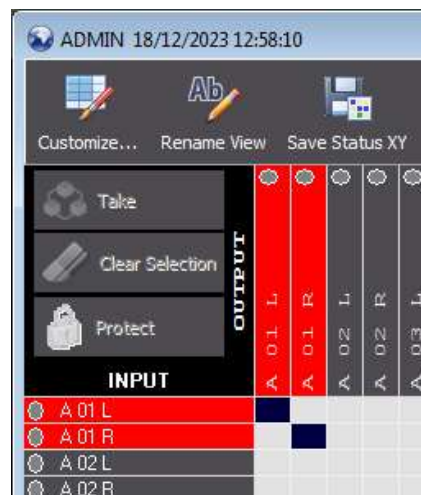 ADMIN 18/12/2023 12:58:10
Customize... Rename View Save Status XY
Take
Clear Selection
Protect
OUTPUT
INPUT
A 01 L
A 01 R
A 02 L
A 02 R
A 03 L
A 01 L
A 01 R
A 02 L
A 02 R